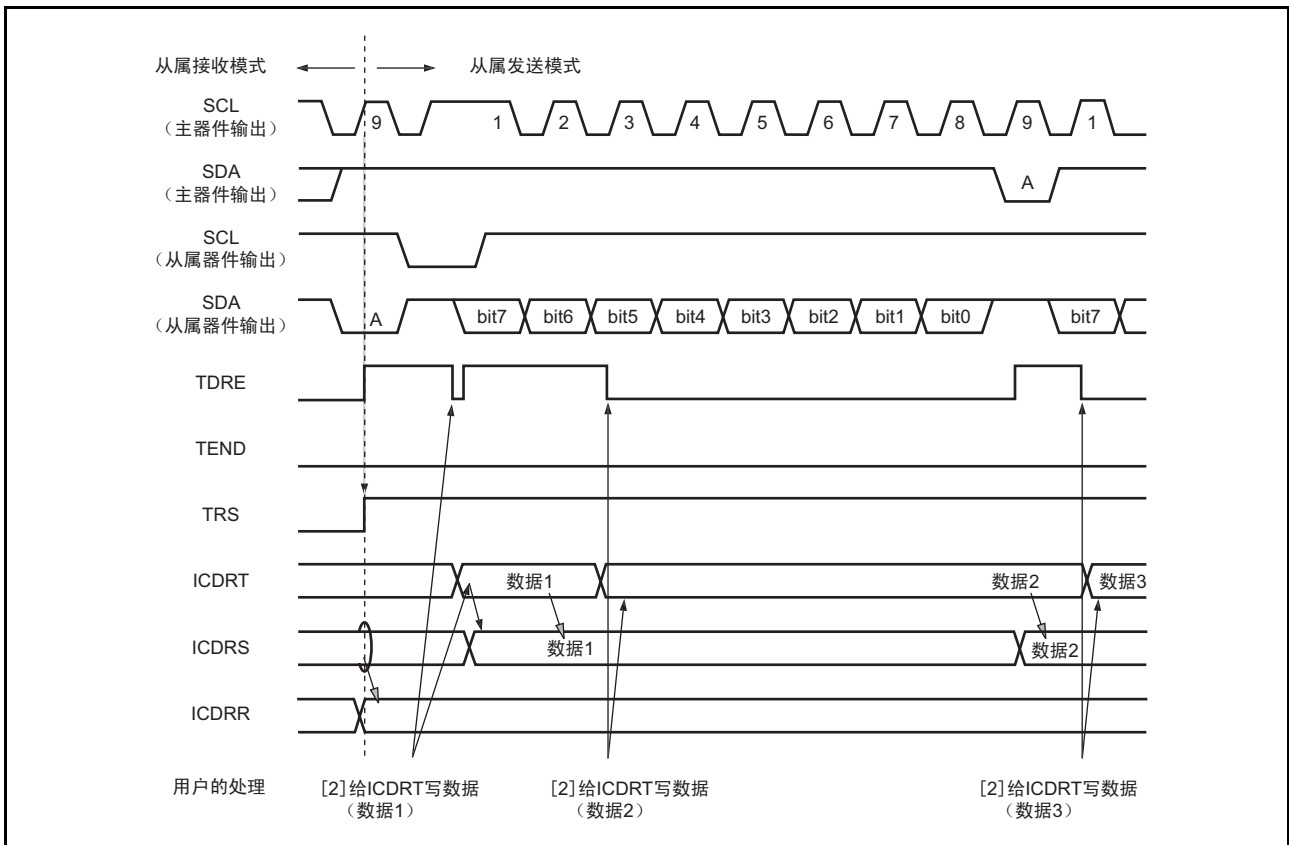 从属接收模式 从属发送模式
SCL
（主器件输出） 9 1 2 3 4 5 6 7 8 9 1
SDA
（主器件输出） A
SCL
（从属器件输出）
SDA
（从属器件输出） A bit7 bit6 bit5 bit4 bit3 bit2 bit1 bit0 bit7
TDRE
TEND
TRS
ICDRT 数据1 数据2 数据3
ICDRS 数据1 数据2
ICDRR
用户的处理 [2]给ICDRT写数据 [2]给ICDRT写数据 [2]给ICDRT写数据
（数据1） （数据2） （数据3）